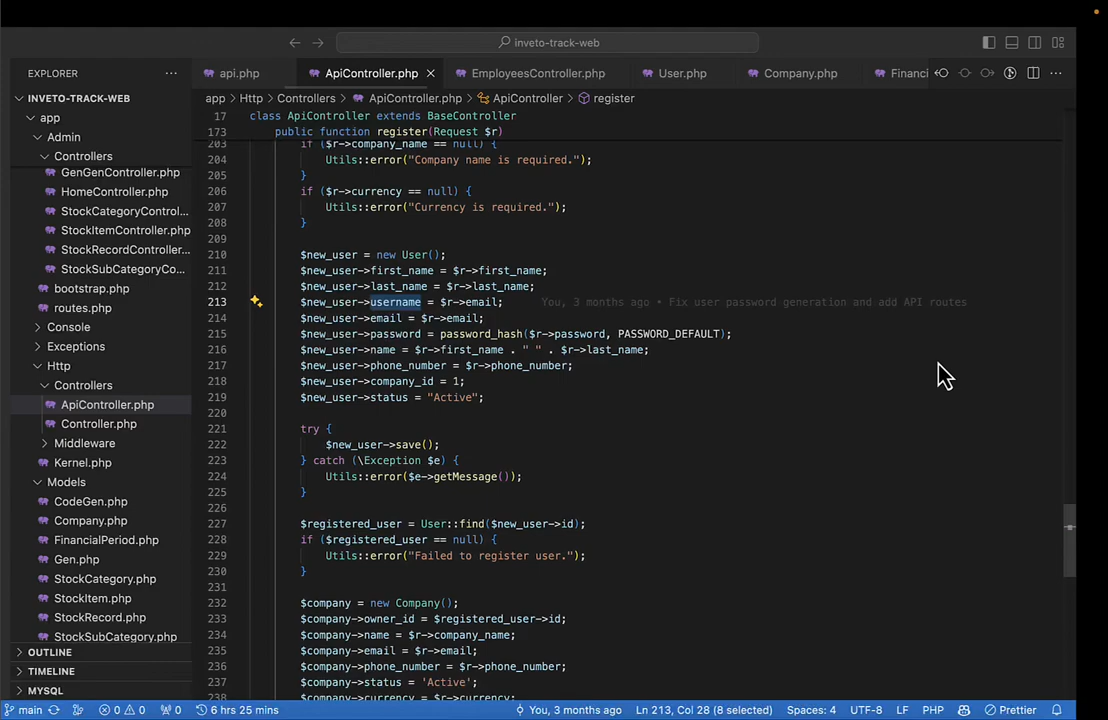 inveto-track-web
EXPLORER
api.php
ApiController.php
EmployeesController.php
User.php
Company.php
Financi
INVETO-TRACK-WEB
app
Admin
Controllers
GenGenController.php
HomeController.php
StockCategoryControl...
StockItemController.php
StockRecordController...
StockSubCategoryCo...
bootstrap.php
routes.php
Console
Exceptions
Http
Controllers
ApiController.php
Controller.php
Middleware
Kernel.php
Models
CodeGen.php
Company.php
FinancialPeriod.php
Gen.php
StockCategory.php
StockItem.php
StockRecord.php
StockSubCategory.php
OUTLINE
TIMELINE
MYSQL
app > Http > Controllers > ApiController.php > ApiController > register
17 class ApiController extends BaseController
173 public function register(Request $r)
203 if ($r->company_name == null) {
204 Utils::error("Company name is required.");
205 }
206 if ($r->currency == null) {
207 Utils::error("Currency is required.");
208 }
209
210 $new_user = new User();
211 $new_user->first_name = $r->first_name;
212 $new_user->last_name = $r->last_name;
213 $new_user->username = $r->email; You, 3 months ago • Fix user password generation and add API routes
214 $new_user->email = $r->email;
215 $new_user->password = password_hash($r->password, PASSWORD_DEFAULT);
216 $new_user->name = $r->first_name . " " . $r->last_name;
217 $new_user->phone_number = $r->phone_number;
218 $new_user->company_id = 1;
219 $new_user->status = "Active";
220
221 try {
222 $new_user->save();
223 } catch (\Exception $e) {
224 Utils::error($e->getMessage());
225 }
226
227 $registered_user = User::find($new_user->id);
228 if ($registered_user == null) {
229 Utils::error("Failed to register user.");
230 }
231
232 $company = new Company();
233 $company->owner_id = $registered_user->id;
234 $company->name = $r->company_name;
235 $company->email = $r->email;
236 $company->phone_number = $r->phone_number;
237 $company->status = 'Active';
238 $company->currency = $r->currency;
main 0 0 0 6 hr 25 mins You, 3 months ago Ln 213, Col 28 (8 selected) Spaces: 4 UTF-8 LF PHP Prettier